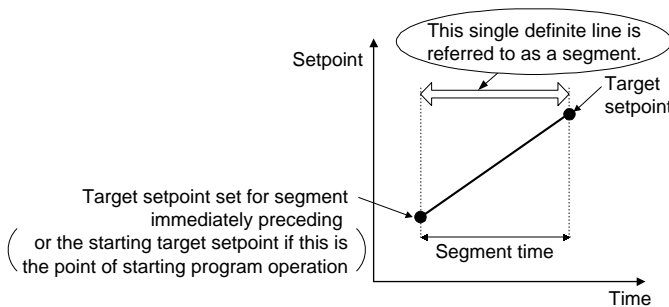 This single definite line is
referred to as a segment.
Setpoint
Target
setpoint
Target setpoint set for segment
immediately preceding
or the starting target setpoint if this is
the point of starting program operation
Segment time
Time